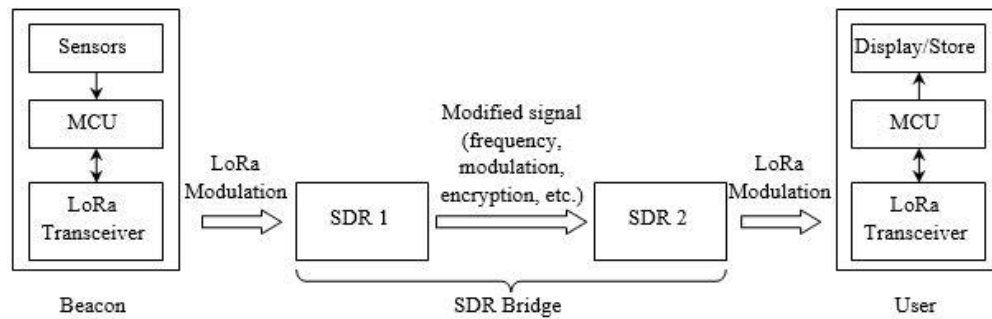 Sensors
MCU
LoRa
Transceiver
Beacon
LoRa
Modulation
SDR 1
Modified signal
(frequency,
modulation,
encryption, etc.)
SDR 2
SDR Bridge
LoRa
Modulation
Display/Store
MCU
LoRa
Transceiver
User